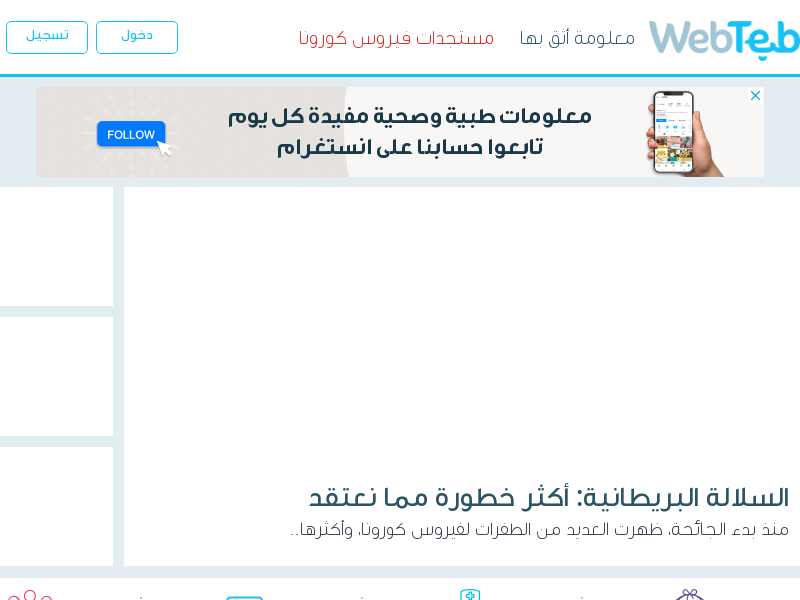 WebTeb
معلومة أثق بها
مستجدات فيروس كورونا
دخول
تسجيل
معلومات طبية وصحية مفيدة كل يوم
تابعوا حسابنا على انستغرام
FOLLOW
السلالة البريطانية: أكثر خطورة مما نعتقد
منذ بدء الجائحة، ظهرت العديد من الطفرات لفيروس كورونا، وأكثرها..